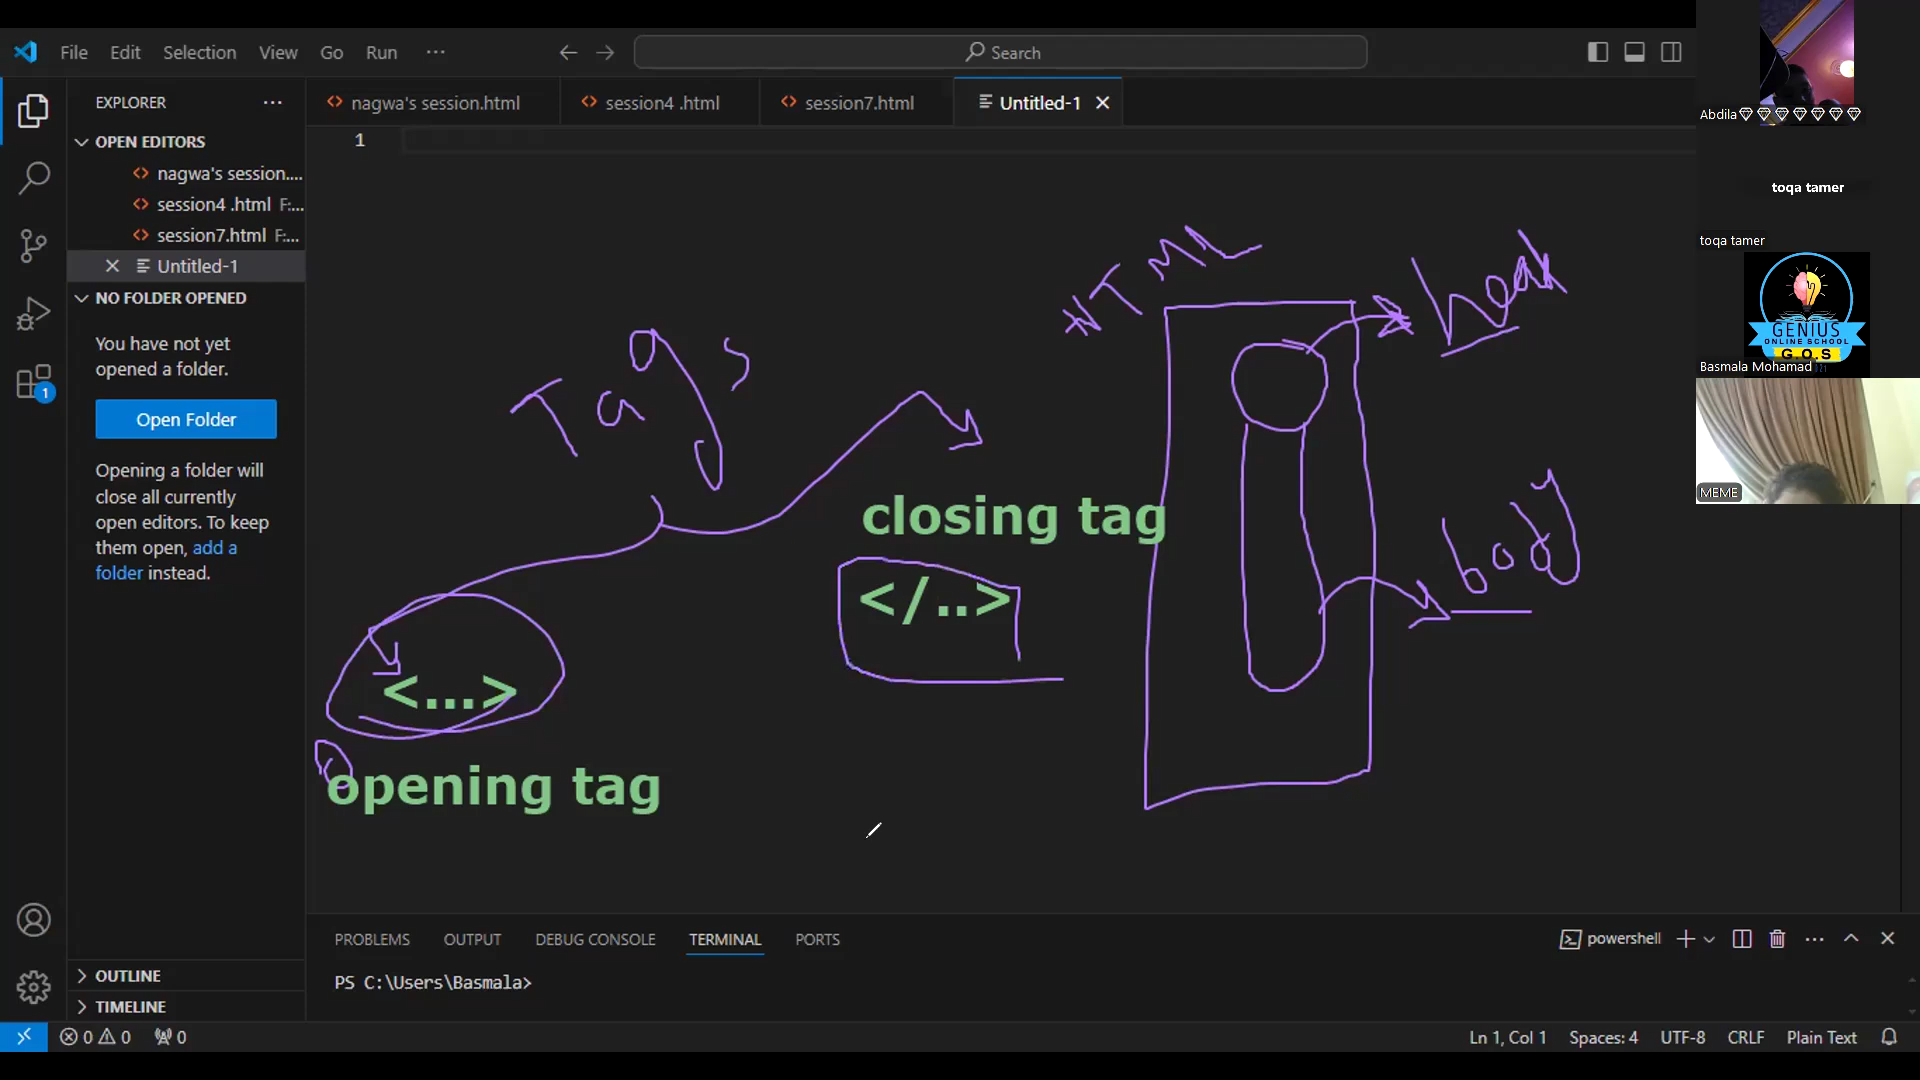 File Edit Selection View Go Run ...
Search
EXPLORER ...
nagwa's session.html session4 .html session7.html Untitled-1
OPEN EDITORS
nagwa's session....
session4 .html F:...
session7.html F:...
Untitled-1
NO FOLDER OPENED
You have not yet
opened a folder.
Open Folder
Opening a folder will
close all currently
open editors. To keep
them open, add a
folder instead.
1
OUTLINE
TIMELINE
1
HTML
head
Tags
closing tag
</..>
body
<...>
opening tag
PROBLEMS OUTPUT DEBUG CONSOLE TERMINAL PORTS
powershell
PS C:\Users\Basmala>
0 0 0
Ln 1, Col 1 Spaces: 4 UTF-8 CRLF Plain Text
Abdila
toqa tamer
toqa tamer
GENIUS
ONLINE SCHOOL
G.O.S
Basmala Mohamad
MEME